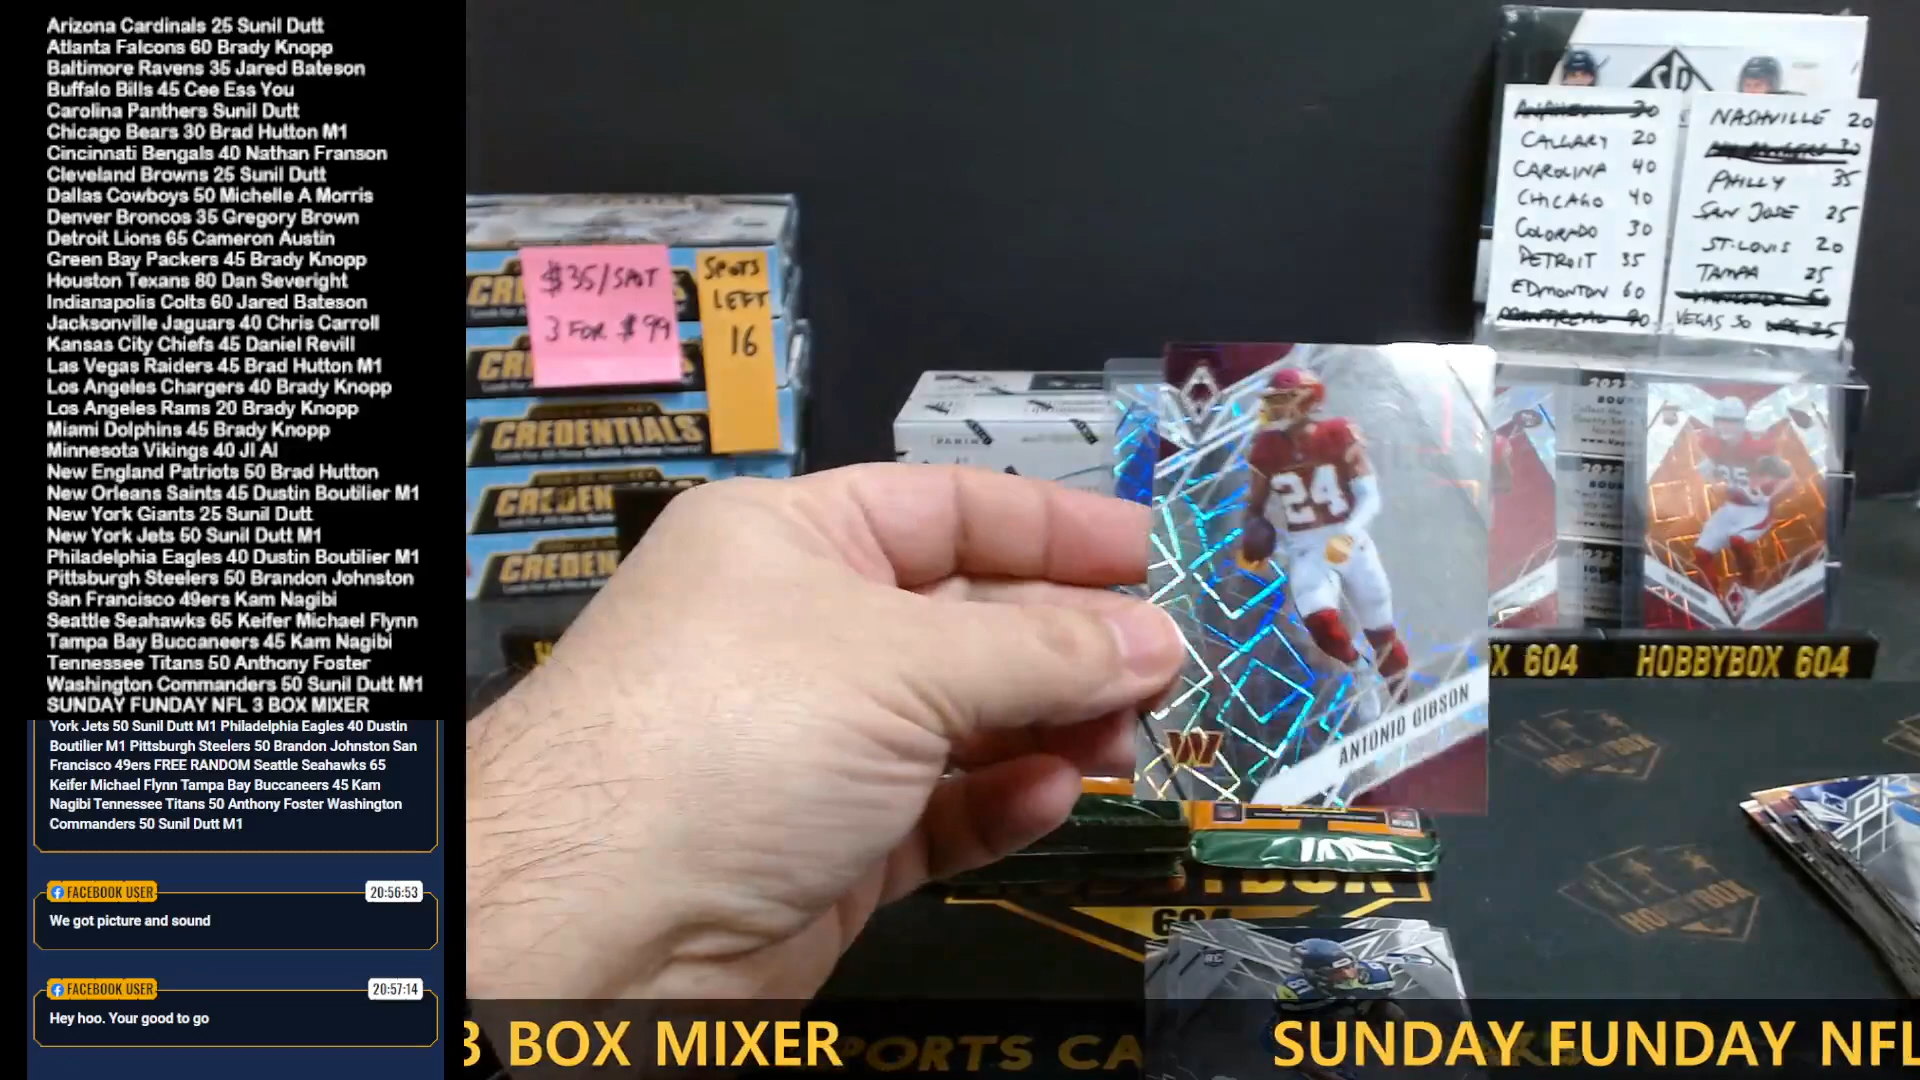 Arizona Cardinals 25 Sunil Dutt
Atlanta Falcons 60 Brady Knopp
Baltimore Ravens 35 Jared Bateson
Buffalo Bills 45 Cee Ess You
Carolina Panthers Sunil Dutt
Chicago Bears 30 Brad Hutton M1
Cincinnati Bengals 40 Nathan Franson
Cleveland Browns 25 Sunil Dutt
Dallas Cowboys 50 Michelle A Morris
Denver Broncos 35 Gregory Brown
Detroit Lions 65 Cameron Austin
Green Bay Packers 45 Brady Knopp
Houston Texans 80 Dan Severight
Indianapolis Colts 60 Jared Bateson
Jacksonville Jaguars 40 Chris Carroll
Kansas City Chiefs 45 Daniel Revill
Las Vegas Raiders 45 Brad Hutton M1
Los Angeles Chargers 40 Brady Knopp
Los Angeles Rams 20 Brady Knopp
Miami Dolphins 45 Brady Knopp
Minnesota Vikings 40 JI AI
New England Patriots 50 Brad Hutton
New Orleans Saints 45 Dustin Boutilier M1
New York Giants 25 Sunil Dutt
New York Jets 50 Sunil Dutt M1
Philadelphia Eagles 40 Dustin Boutilier M1
Pittsburgh Steelers 50 Brandon Johnston
San Francisco 49ers Kam Nagibi
Seattle Seahawks 65 Keifer Michael Flynn
Tampa Bay Buccaneers 45 Kam Nagibi
Tennessee Titans 50 Anthony Foster
Washington Commanders 50 Sunil Dutt M1
SUNDAY FUNDAY NFL 3 BOX MIXER
York Jets 50 Sunil Dutt M1 Philadelphia Eagles 40 Dustin
Boutilier M1 Pittsburgh Steelers 50 Brandon Johnston San
Francisco 49ers FREE RANDOM Seattle Seahawks 65
Keifer Michael Flynn Tampa Bay Buccaneers 45 Kam
Nagibi Tennessee Titans 50 Anthony Foster Washington
Commanders 50 Sunil Dutt M1
FACEBOOK USER 20:56:53
We got picture and sound
FACEBOOK USER 20:57:14
Hey hoo. Your good to go
$35/SPOT
3 FOR $99
SPOTS
LEFT
16
CREDENTIALS
CREDEN
CREDEN
PANINI
CALGARY 20
CAROLINA 40
CHICAGO 40
COLORADO 30
DETROIT 35
EDMONTON 60
NASHVILLE 20
PHILLY 35
SAN JOSE 25
ST. LOUIS 20
TAMPA 25
VEGAS 30
24
ANTONIO GIBSON
W
X 604
HOBBYBOX 604
HOBBYBOX
3 BOX MIXER
SUNDAY FUNDAY NFL
PORTS CA